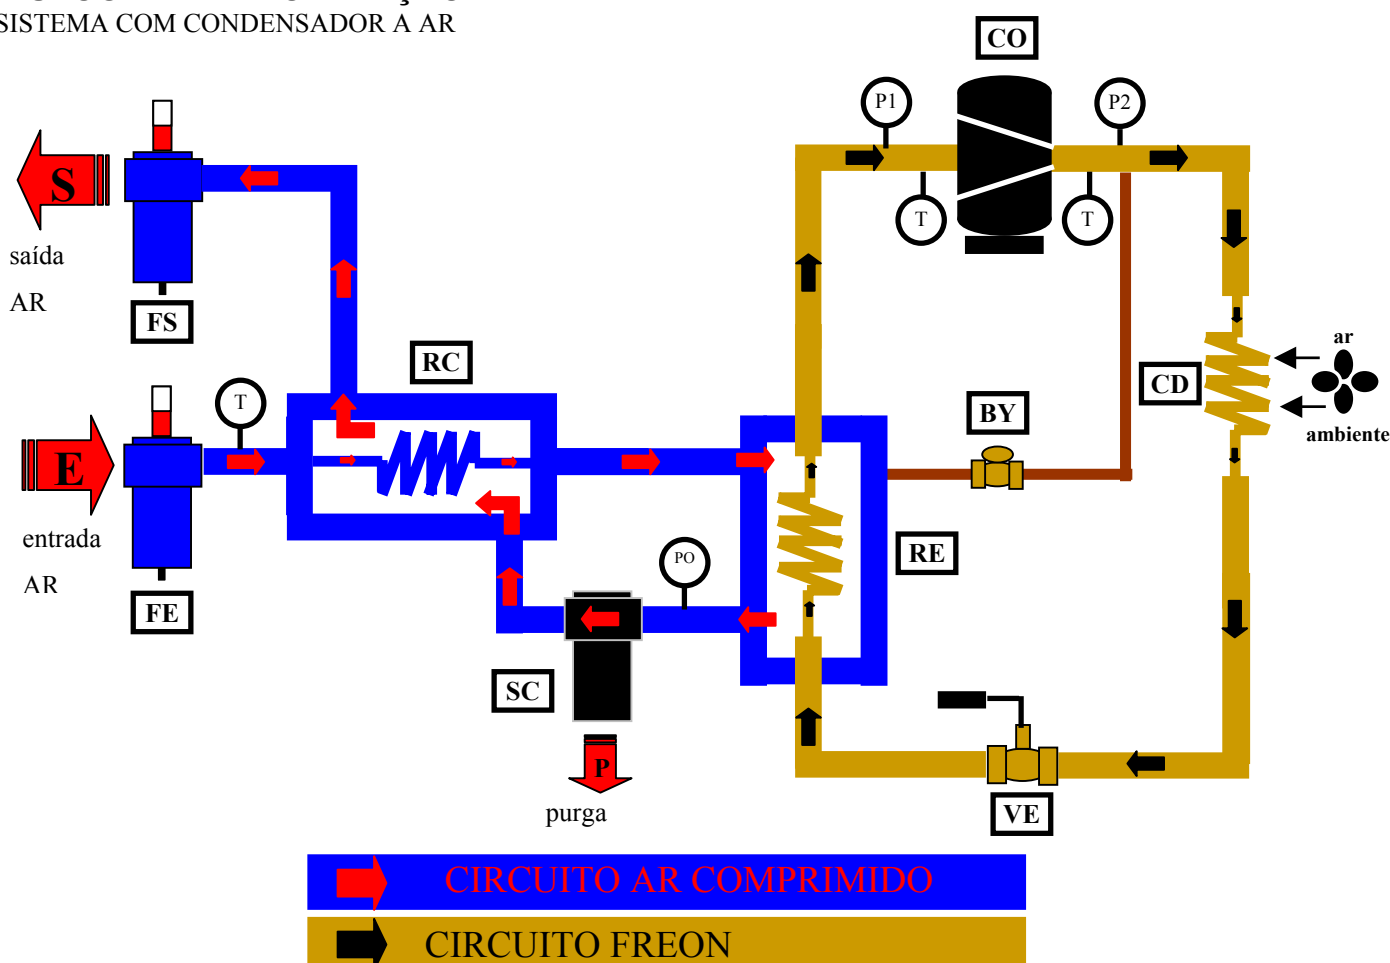 SISTEMA COM CONDENSADOR A AR
CO
P1
P2
S
T
T
saída
AR
FS
RC
ar
CD
T
BY
ambiente
E
entrada
AR
RE
PO
FE
SC
P
purga
VE
CIRCUITO AR COMPRIMIDO
CIRCUITO FREON